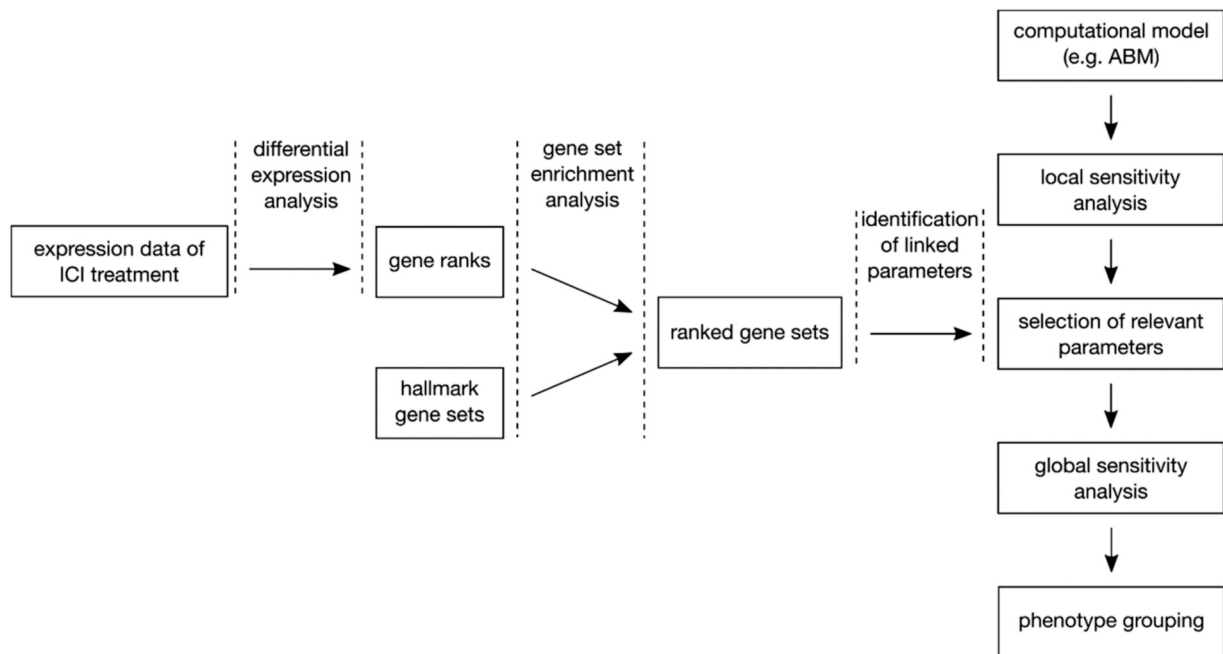 expression data of
ICI treatment
differential
expression
analysis
gene ranks
hallmark
gene sets
gene set
enrichment
analysis
ranked gene sets
identification
of linked
parameters
computational model
(e.g. ABM)
local sensitivity
analysis
selection of relevant
parameters
global sensitivity
analysis
phenotype grouping